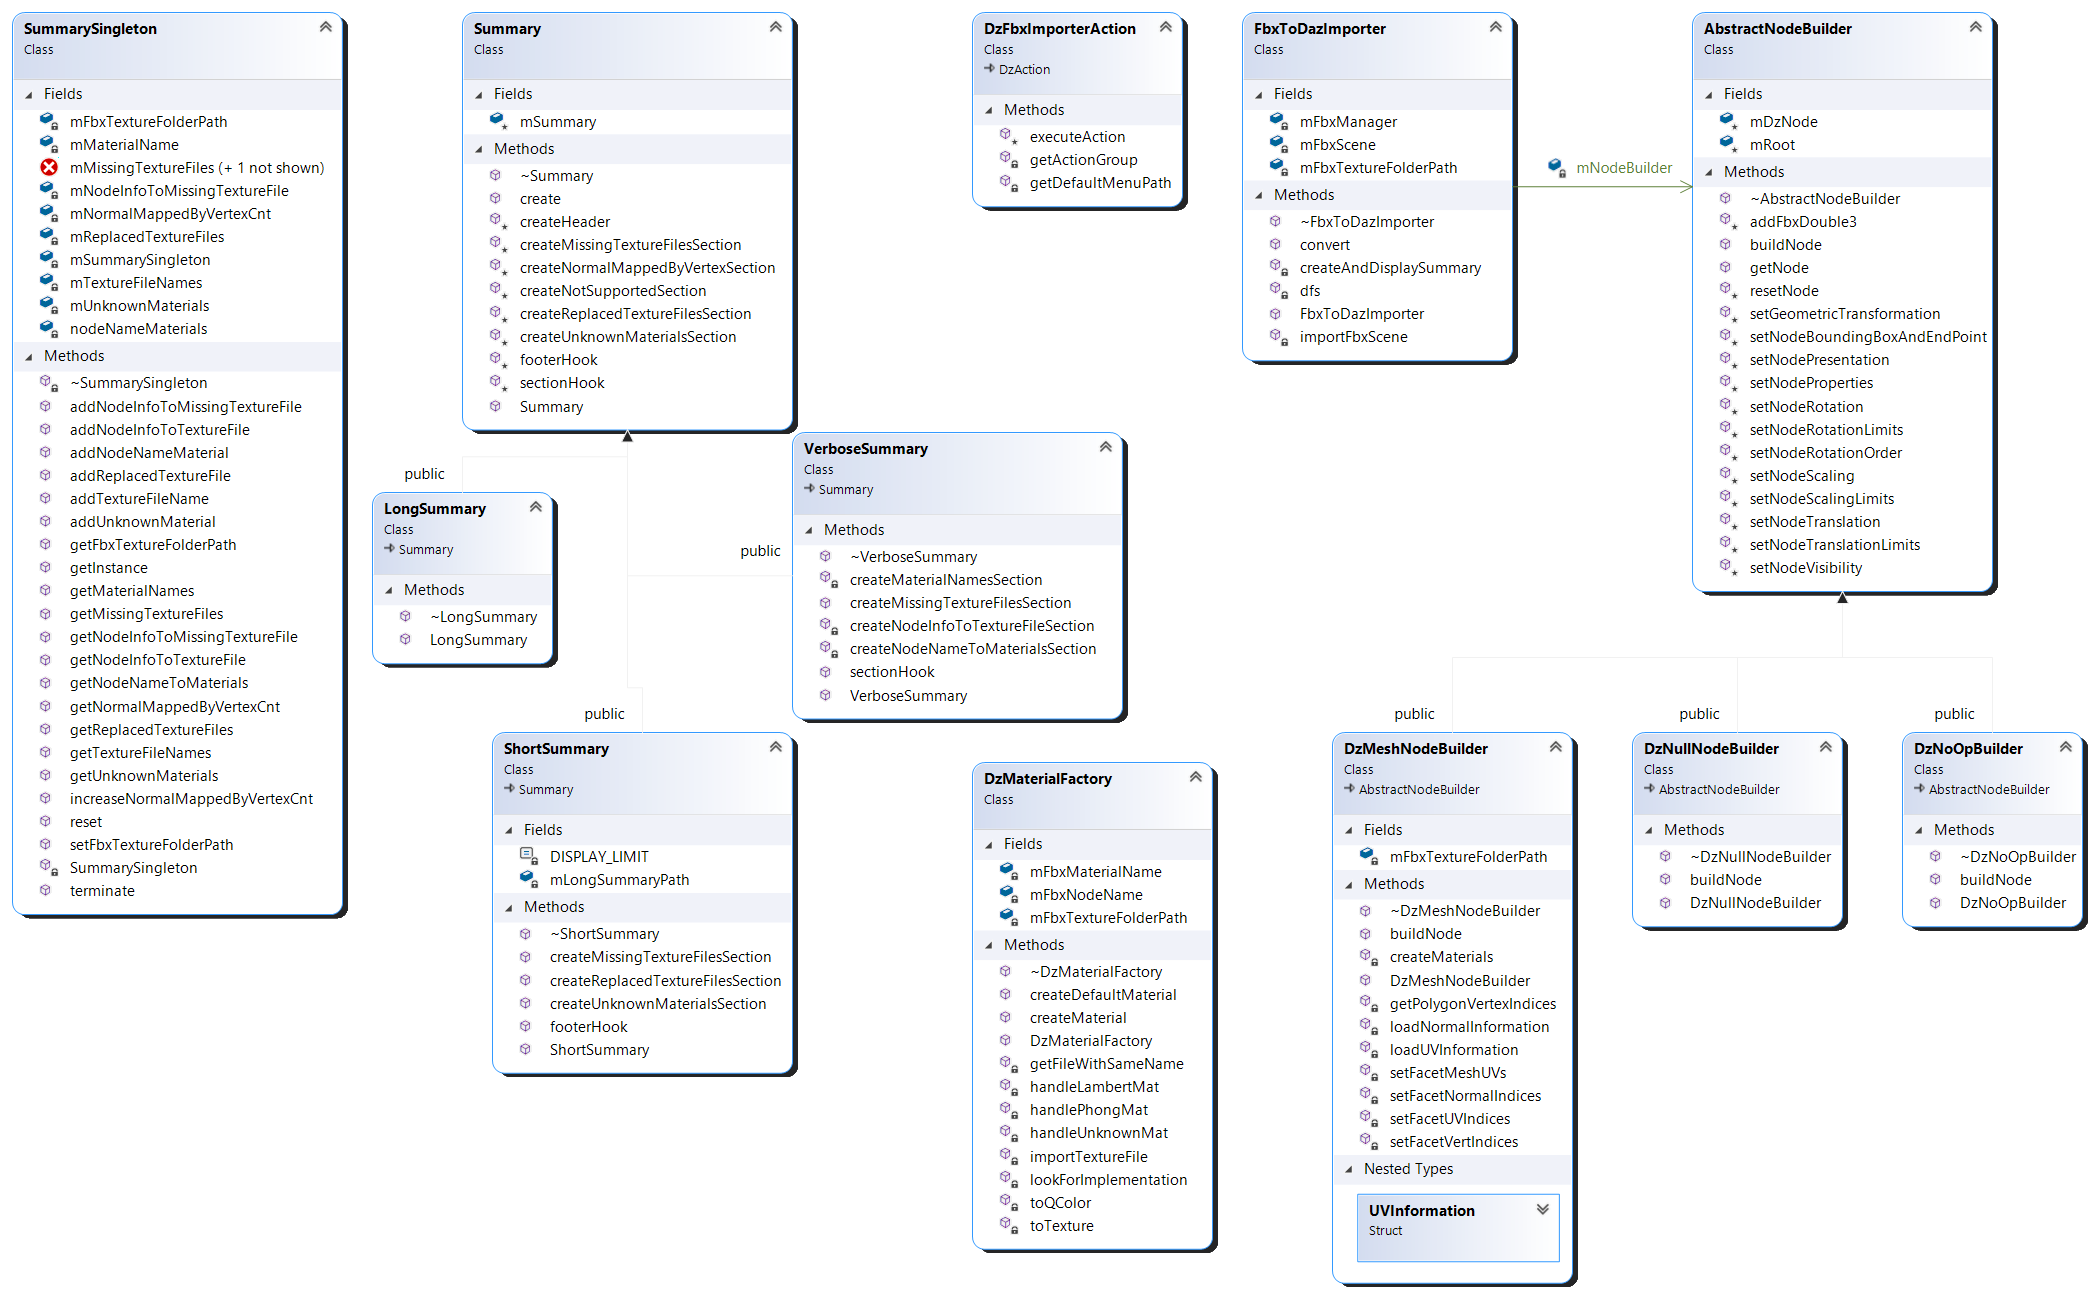 SummarySingleton
Class
Fields
mFbxTextureFolderPath
mMaterialName
mMissingTextureFiles (+ 1 not shown)
mNodeInfoToMissingTextureFile
mNormalMappedByVertexCnt
mReplacedTextureFiles
mSummarySingleton
mTextureFileNames
mUnknownMaterials
nodeNameMaterials
Methods
~SummarySingleton
addNodeInfoToMissingTextureFile
addNodeInfoToTextureFile
addNodeNameMaterial
addReplacedTextureFile
addTextureFileName
addUnknownMaterial
getFbxTextureFolderPath
getInstance
getMaterialNames
getMissingTextureFiles
getNodeInfoToMissingTextureFile
getNodeInfoToTextureFile
getNodeNameToMaterials
getNormalMappedByVertexCnt
getReplacedTextureFiles
getTextureFileNames
getUnknownMaterials
increaseNormalMappedByVertexCnt
reset
setFbxTextureFolderPath
SummarySingleton
terminate
Summary
Class
Fields
mSummary
Methods
~Summary
create
createHeader
createMissingTextureFilesSection
createNormalMappedByVertexSection
createNotSupportedSection
createReplacedTextureFilesSection
createUnknownMaterialsSection
footerHook
sectionHook
Summary
public
LongSummary
Class
Summary
Methods
~LongSummary
LongSummary
public
VerboseSummary
Class
Summary
Methods
~VerboseSummary
createMaterialNamesSection
createMissingTextureFilesSection
createNodeInfoToTextureFileSection
createNodeNameToMaterialsSection
sectionHook
VerboseSummary
public
ShortSummary
Class
Summary
Fields
DISPLAY_LIMIT
mLongSummaryPath
Methods
~ShortSummary
createMissingTextureFilesSection
createReplacedTextureFilesSection
createUnknownMaterialsSection
footerHook
ShortSummary
DzFbxImporterAction
Class
DzAction
Methods
executeAction
getActionGroup
getDefaultMenuPath
DzMaterialFactory
Class
Fields
mFbxMaterialName
mFbxNodeName
mFbxTextureFolderPath
Methods
~DzMaterialFactory
createDefaultMaterial
createMaterial
DzMaterialFactory
getFileWithSameName
handleLambertMat
handlePhongMat
handleUnknownMat
importTextureFile
lookForImplementation
toQColor
toTexture
FbxToDazImporter
Class
Fields
mFbxManager
mFbxScene
mFbxTextureFolderPath
Methods
~FbxToDazImporter
convert
createAndDisplaySummary
dfs
FbxToDazImporter
importFbxScene
mNodeBuilder
AbstractNodeBuilder
Class
Fields
mDzNode
mRoot
Methods
~AbstractNodeBuilder
addFbxDouble3
buildNode
getNode
resetNode
setGeometricTransformation
setNodeBoundingBoxAndEndPoint
setNodePresentation
setNodeProperties
setNodeRotation
setNodeRotationLimits
setNodeRotationOrder
setNodeScaling
setNodeScalingLimits
setNodeTranslation
setNodeTranslationLimits
setNodeVisibility
public
DzMeshNodeBuilder
Class
AbstractNodeBuilder
Fields
mFbxTextureFolderPath
Methods
~DzMeshNodeBuilder
buildNode
createMaterials
DzMeshNodeBuilder
getPolygonVertexIndices
loadNormalInformation
loadUVInformation
setFacetMeshUVs
setFacetNormalIndices
setFacetUVIndices
setFacetVertIndices
Nested Types
UVInformation
Struct
public
DzNullNodeBuilder
Class
AbstractNodeBuilder
Methods
~DzNullNodeBuilder
buildNode
DzNullNodeBuilder
public
DzNoOpBuilder
Class
AbstractNodeBuilder
Methods
~DzNoOpBuilder
buildNode
DzNoOpBuilder